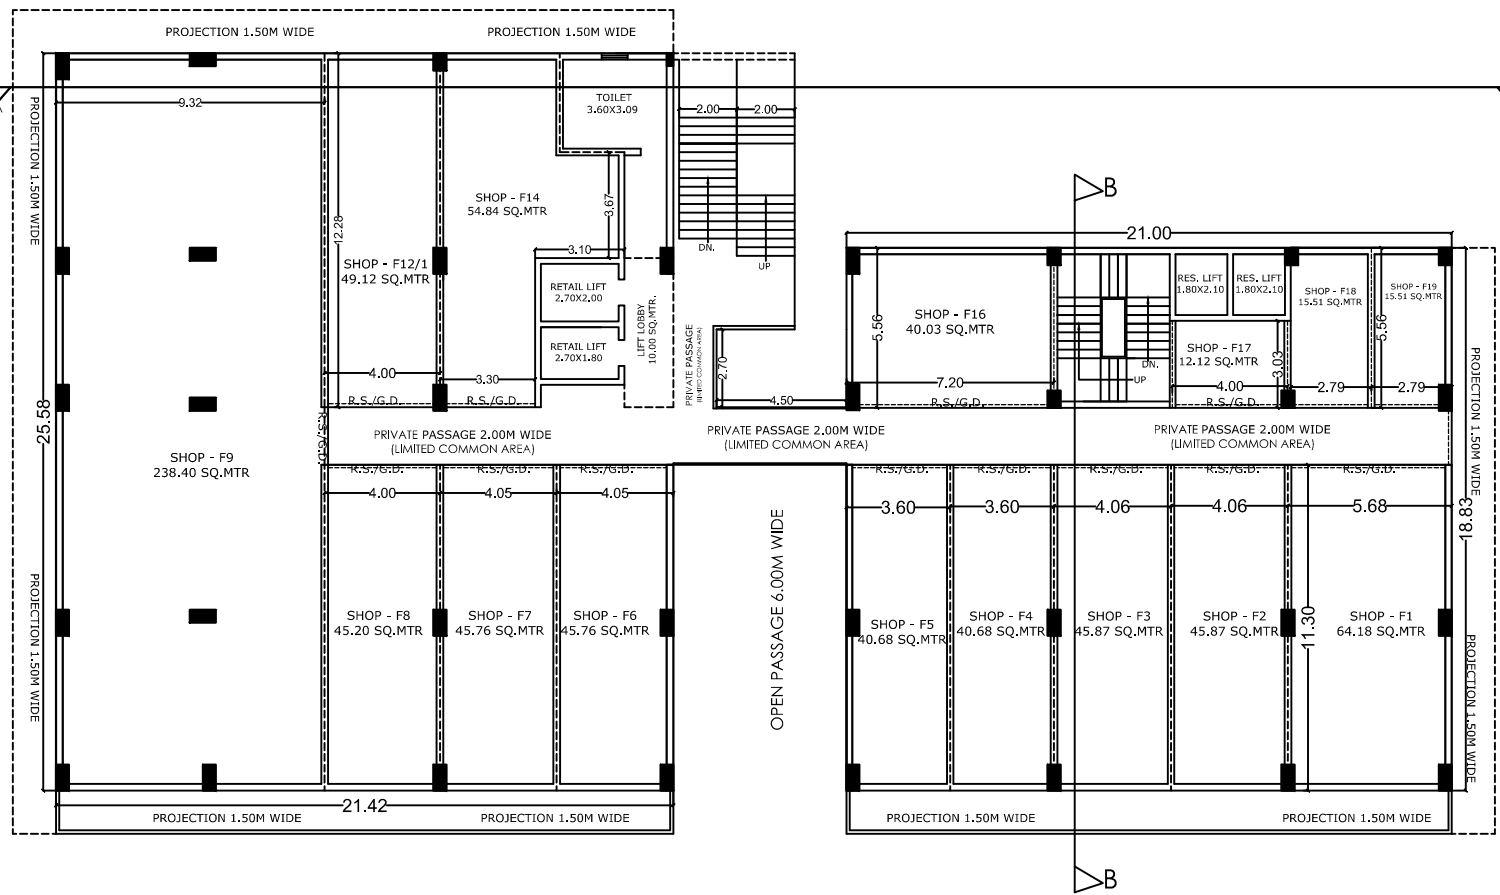 PROJECTION 1.50M WIDE
PROJECTION 1.50M WIDE
PROJECTION 1.50M WIDE
9.32
12.28
TOILET
3.60X3.09
2.00
2.00
SHOP - F14
54.84 SQ.MTR
3.67
DN.
UP
3.10
B
21.00
SHOP - F12/1
49.12 SQ.MTR
RETAIL LIFT
2.70X2.00
RETAIL LIFT
2.70X1.80
LIFT LOBBY
10.00 SQ.MTR.
PRIVATE PASSAGE
(LIMITED COMMON AREA)
2.70
4.50
4.00
3.30
R.S./G.D.
R.S./G.D.
5.56
SHOP - F16
40.03 SQ.MTR
7.20
R.S./G.D.
DN.
UP
RES. LIFT
1.80X2.10
RES. LIFT
1.80X2.10
SHOP - F17
12.12 SQ.MTR
3.03
4.00
R.S./G.D.
SHOP - F18
15.51 SQ.MTR
2.79
5.56
SHOP - F19
15.51 SQ.MTR
2.79
PROJECTION 1.50M WIDE
25.58
R.S./G.D.
SHOP - F9
238.40 SQ.MTR
PRIVATE PASSAGE 2.00M WIDE
(LIMITED COMMON AREA)
PRIVATE PASSAGE 2.00M WIDE
(LIMITED COMMON AREA)
PRIVATE PASSAGE 2.00M WIDE
(LIMITED COMMON AREA)
R.S./G.D.
R.S./G.D.
R.S./G.D.
R.S./G.D.
R.S./G.D.
R.S./G.D.
R.S./G.D.
R.S./G.D.
4.00
4.05
4.05
3.60
3.60
4.06
4.06
5.68
18.83
OPEN PASSAGE 6.00M WIDE
11.30
PROJECTION 1.50M WIDE
SHOP - F8
45.20 SQ.MTR
SHOP - F7
45.76 SQ.MTR
SHOP - F6
45.76 SQ.MTR
SHOP - F5
40.68 SQ.MTR
SHOP - F4
40.68 SQ.MTR
SHOP - F3
45.87 SQ.MTR
SHOP - F2
45.87 SQ.MTR
SHOP - F1
64.18 SQ.MTR
PROJECTION 1.50M WIDE
21.42
PROJECTION 1.50M WIDE
PROJECTION 1.50M WIDE
PROJECTION 1.50M WIDE
PROJECTION 1.50M WIDE
B